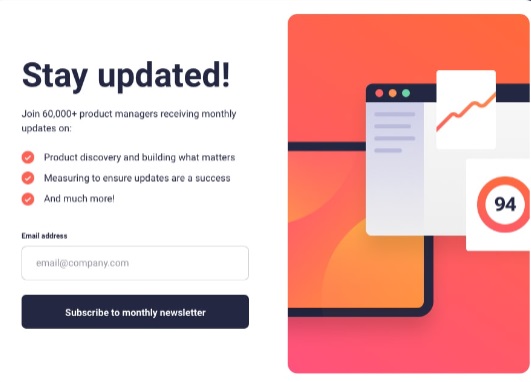 Stay updated!
Join 60,000+ product managers receiving monthly
updates on:
Product discovery and building what matters
Measuring to ensure updates are a success
And much more!
Email address
email@company.com
Subscribe to monthly newsletter
94